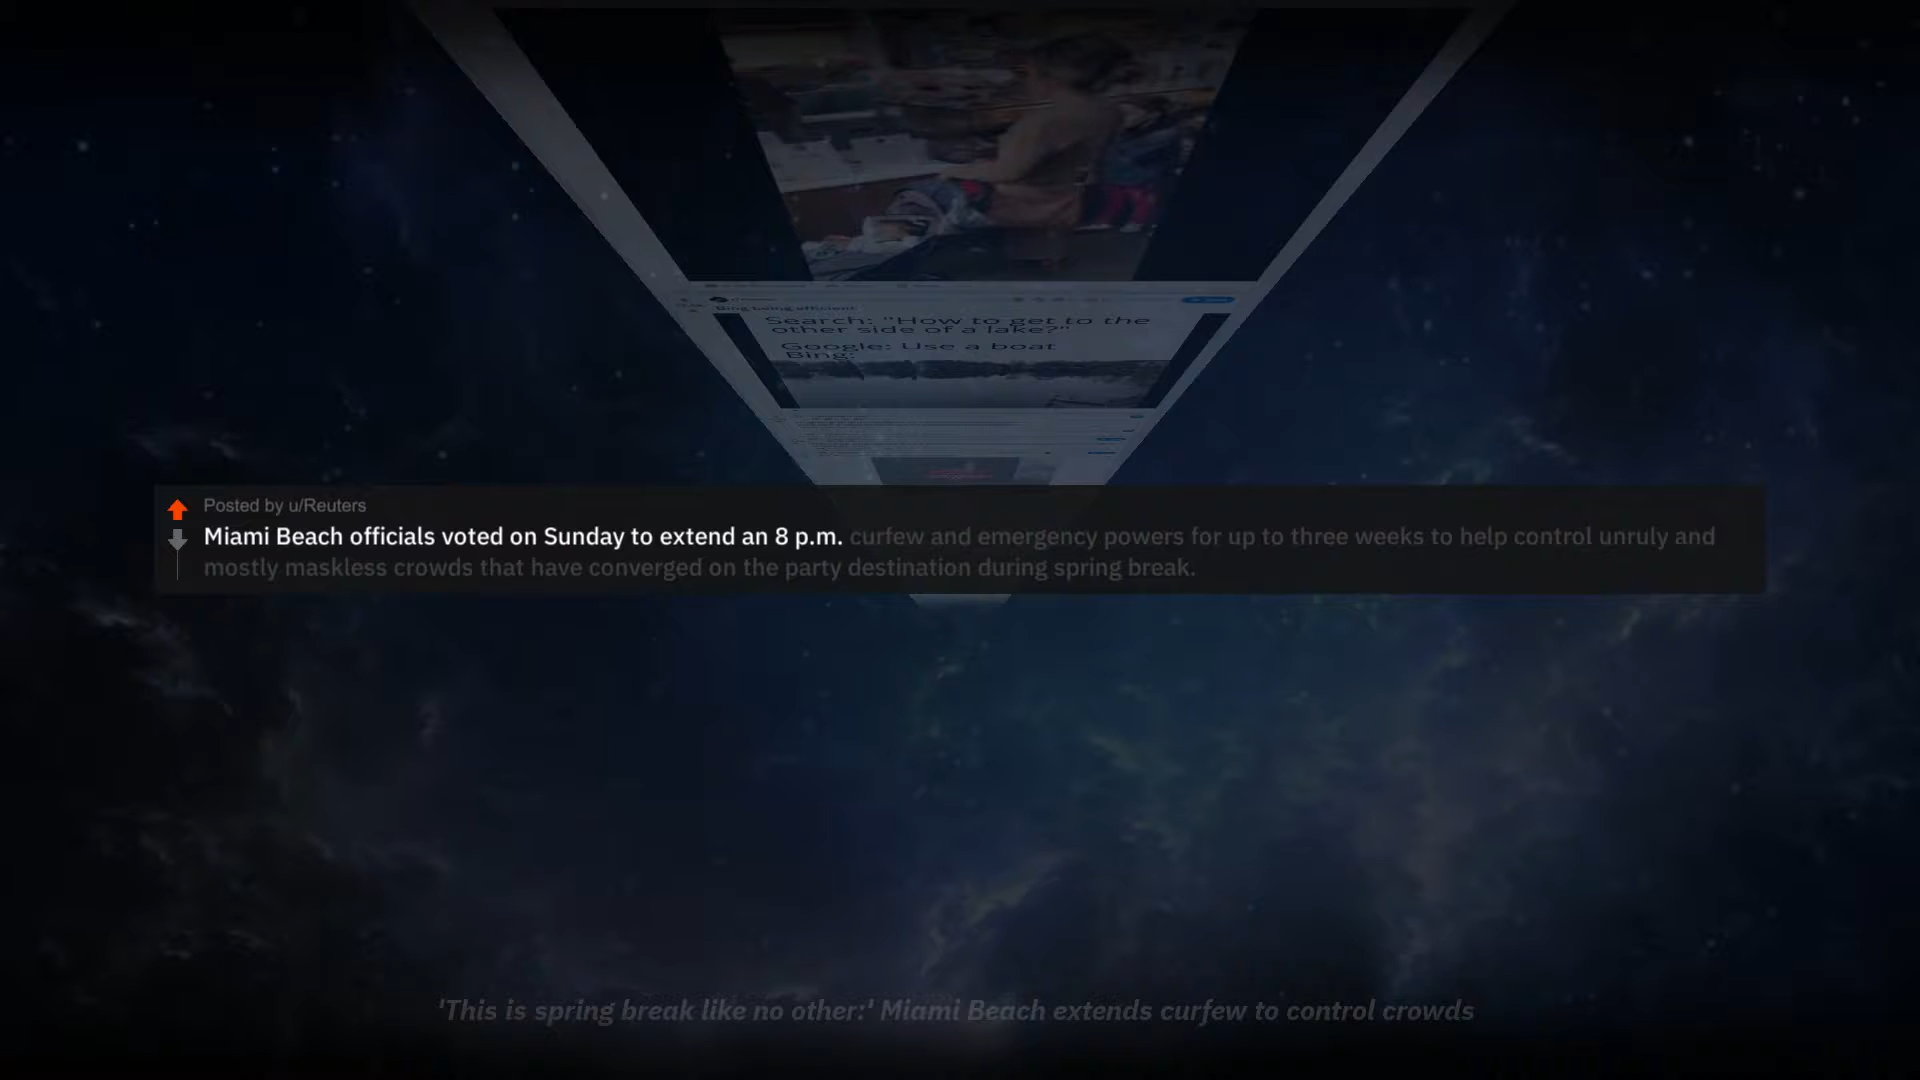 Bing being efficient
Search: "How to get to the
other side of a lake?"
Google: Use a boat
Bing:
Posted by u/Reuters
Miami Beach officials voted on Sunday to extend an 8 p.m. curfew and emergency powers for up to three weeks to help control unruly and
mostly maskless crowds that have converged on the party destination during spring break.
'This is spring break like no other:' Miami Beach extends curfew to control crowds